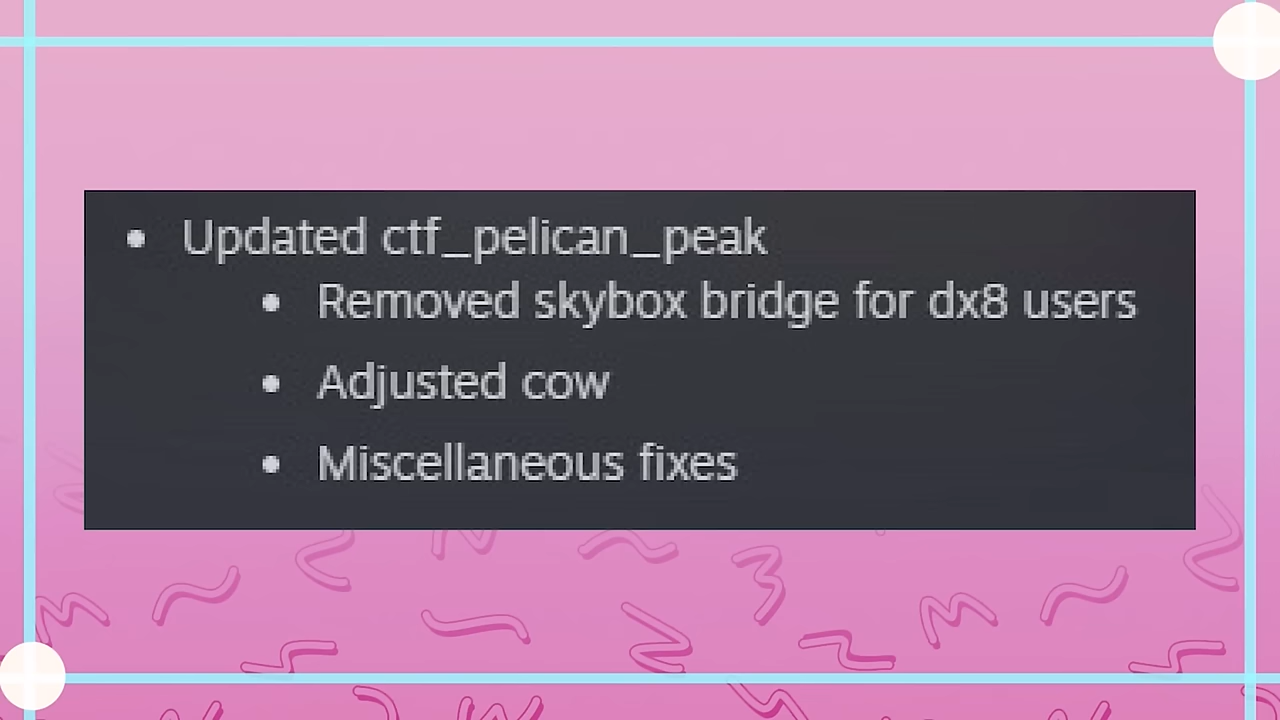 Updated ctf_pelican_peak
Removed skybox bridge for dx8 users
Adjusted cow
Miscellaneous fixes